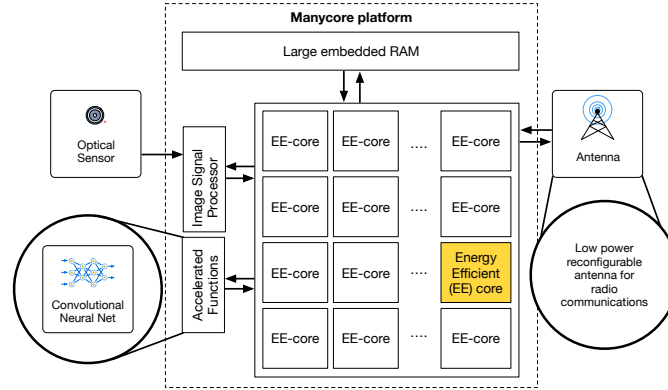 Manycore platform
Large embedded RAM
Optical
Sensor
Image Signal
Processor
EE-core EE-core .... EE-core
Antenna
EE-core EE-core .... EE-core
Convolutional
Neural Net
Accelerated
Functions
EE-core EE-core .... Energy
Efficient
(EE) core
Low power
reconfigurable
antenna for
radio
communications
EE-core EE-core .... EE-core